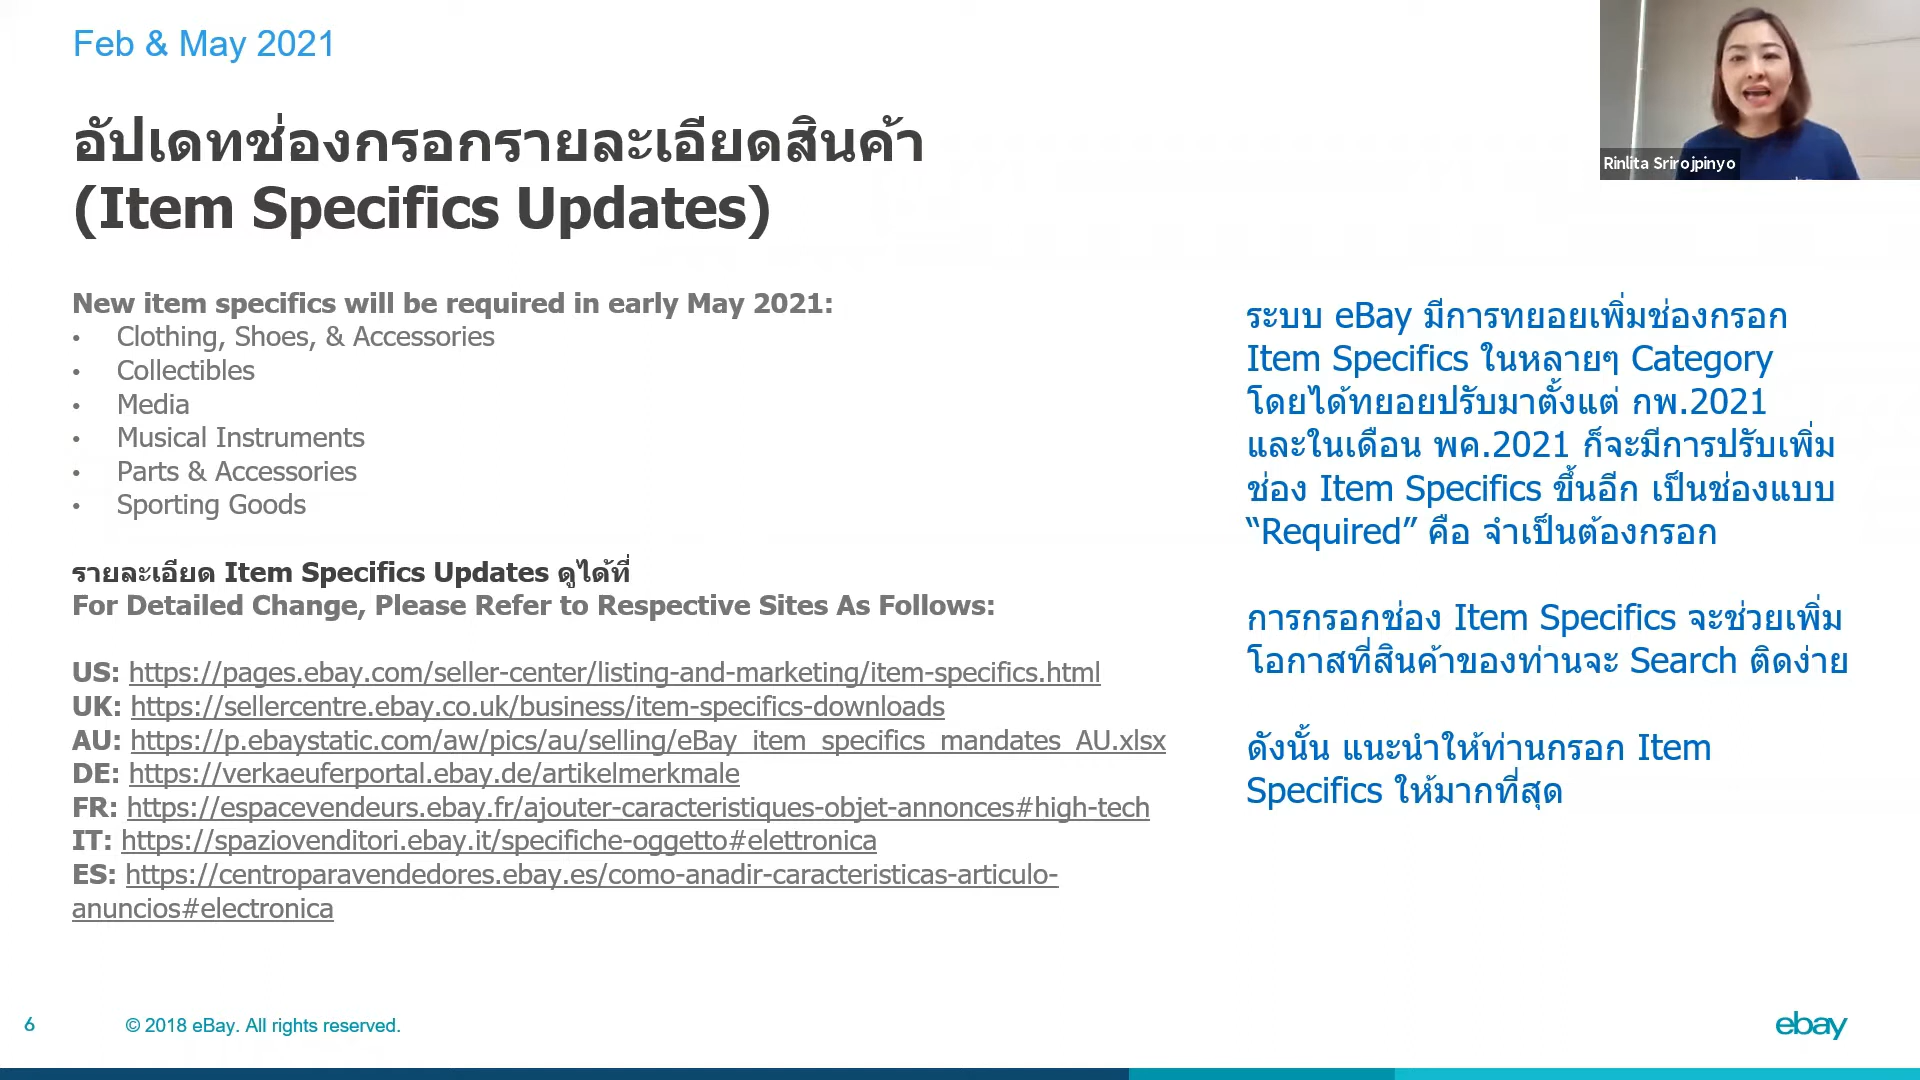 Feb & May 2021
อัปเดทช่องกรอกรายละเอียดสินค้า
(Item Specifics Updates)
New item specifics will be required in early May 2021:
• Clothing, Shoes, & Accessories
• Collectibles
• Media
• Musical Instruments
• Parts & Accessories
• Sporting Goods
รายละเอียด Item Specifics Updates ดูได้ที่
For Detailed Change, Please Refer to Respective Sites As Follows:
US: https://pages.ebay.com/seller-center/listing-and-marketing/item-specifics.html
UK: https://sellercentre.ebay.co.uk/business/item-specifics-downloads
AU: https://p.ebaystatic.com/aw/pics/au/selling/eBay_item_specifics_mandates_AU.xlsx
DE: https://verkaeuferportal.ebay.de/artikelmerkmale
FR: https://espacevendeurs.ebay.fr/ajouter-caracteristiques-objet-annonces#high-tech
IT: https://spaziovenditori.ebay.it/specifiche-oggetto#elettronica
ES: https://centroparavendedores.ebay.es/como-anadir-caracteristicas-articulo-
anuncios#electronica
ระบบ eBay มีการทยอยเพิ่มช่องกรอก
Item Specifics ในหลายๆ Category
โดยได้ทยอยปรับมาตั้งแต่ กพ.2021
และในเดือน พค.2021 ก็จะมีการปรับเพิ่ม
ช่อง Item Specifics ขึ้นอีก เป็นช่องแบบ
“Required” คือ จำเป็นต้องกรอก
การกรอกช่อง Item Specifics จะช่วยเพิ่ม
โอกาสที่สินค้าของท่านจะ Search ติดง่าย
ดังนั้น แนะนำให้ท่านกรอก Item
Specifics ให้มากที่สุด
Rinlita Srirojpinyo
6
© 2018 eBay. All rights reserved.
ebay